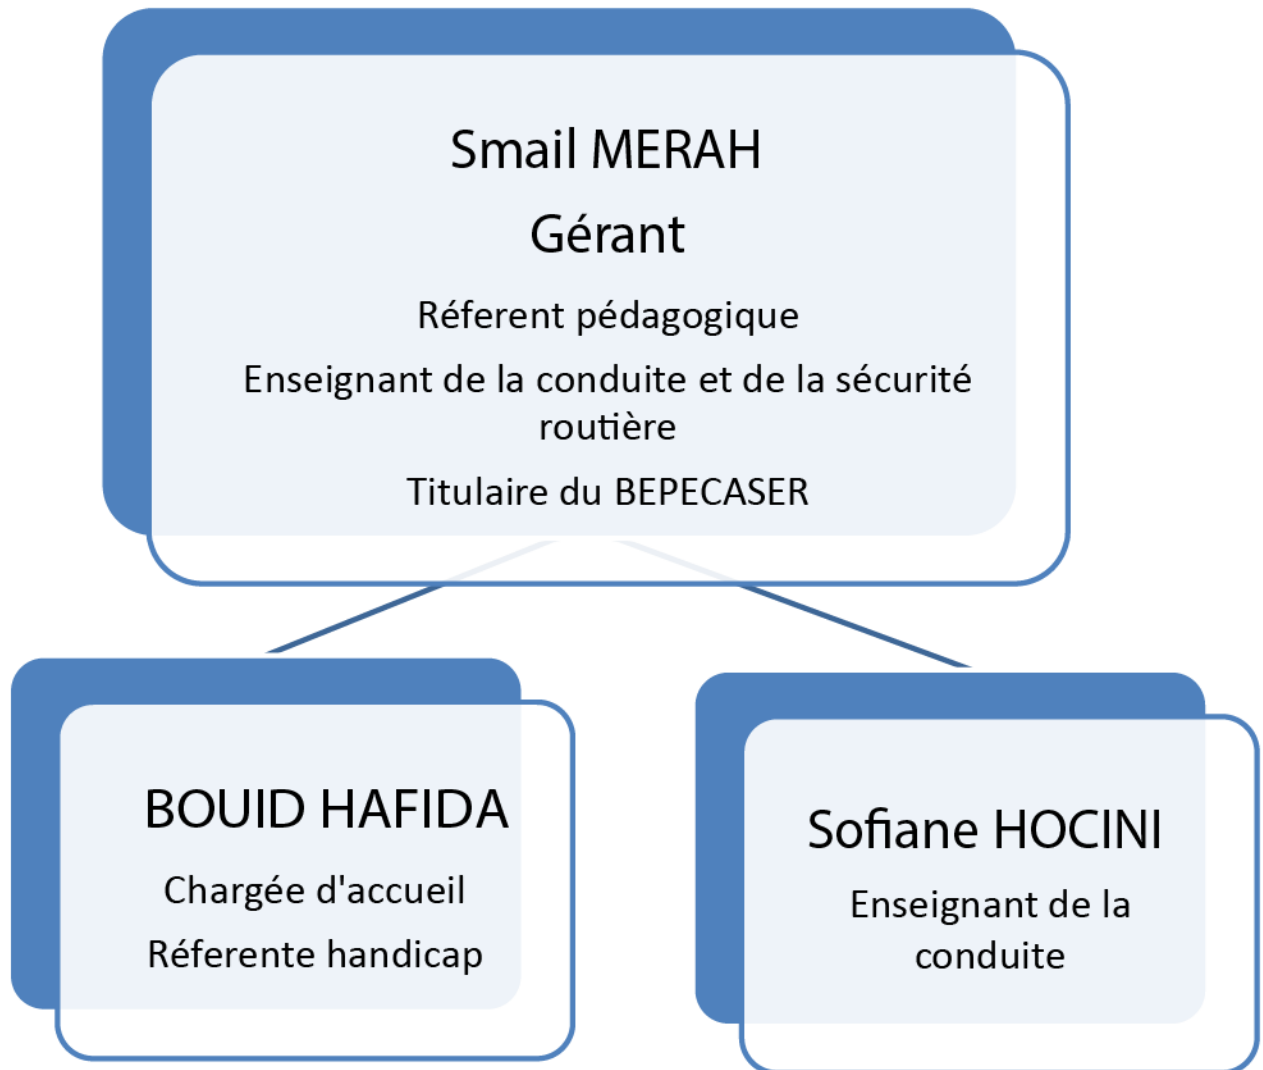 Smail MERAH
Gérant
Réferent pédagogique
Enseignant de la conduite et de la sécurité
routière
Titulaire du BEPECASER
BOUID HAFIDA
Chargée d'accueil
Réferente handicap
Sofiane HOCINI
Enseignant de la
conduite